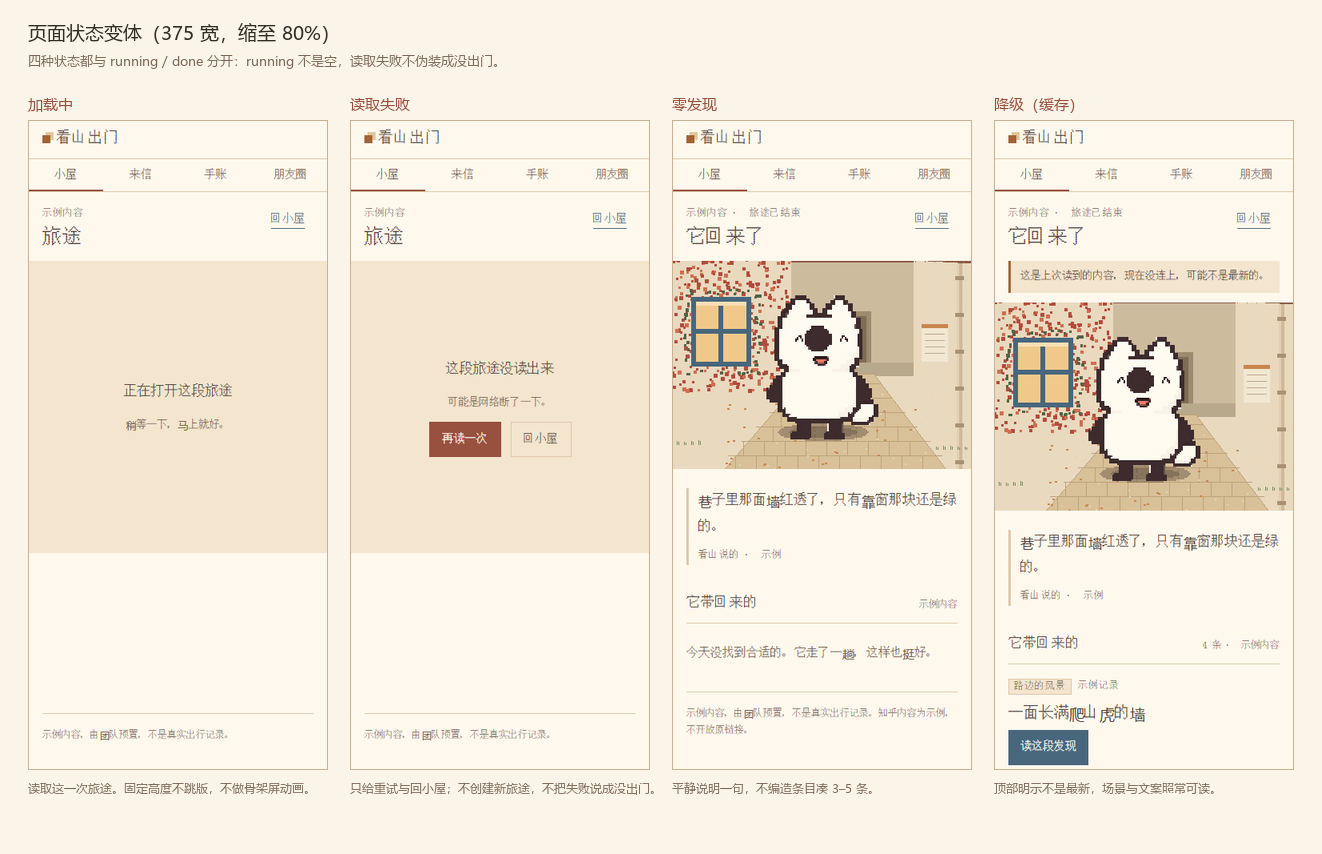 页面状态变体（375 宽，缩至 80%）
四种状态都与 running / done 分开：running 不是空，读取失败不伪装成没出门。
加载中
看山出门
小屋 来信 手账 朋友圈
示例内容
回小屋
旅途
正在打开这段旅途
稍等一下，马上就好。
示例内容，由团队预置，不是真实出行记录。
读取这一次旅途。固定高度不跳版，不做骨架屏动画。
读取失败
看山出门
小屋 来信 手账 朋友圈
示例内容
回小屋
旅途
这段旅途没读出来
可能是网络断了一下。
再读一次 回小屋
示例内容，由团队预置，不是真实出行记录。
只给重试与回小屋；不创建新旅途，不把失败说成没出门。
零发现
看山出门
小屋 来信 手账 朋友圈
示例内容 · 旅途已结束
回小屋
它回来了
巷子里那面墙红透了，只有靠窗那块还是绿
的。
看山说的 · 示例
它带回来的 示例内容
今天没找到合适的。它走了一趟，这样也挺好。
示例内容，由团队预置，不是真实出行记录。知乎内容为示例，
不开放原链接。
平静说明一句，不编造条目凑 3–5 条。
降级（缓存）
看山出门
小屋 来信 手账 朋友圈
示例内容 · 旅途已结束
回小屋
它回来了
这是上次读到的内容，现在没连上，可能不是最新的。
巷子里那面墙红透了，只有靠窗那块还是绿
的。
看山说的 · 示例
它带回来的 4 条 · 示例内容
路边的风景 示例记录
一面长满爬山虎的墙
读这段发现
顶部明示不是最新，场景与文案照常可读。